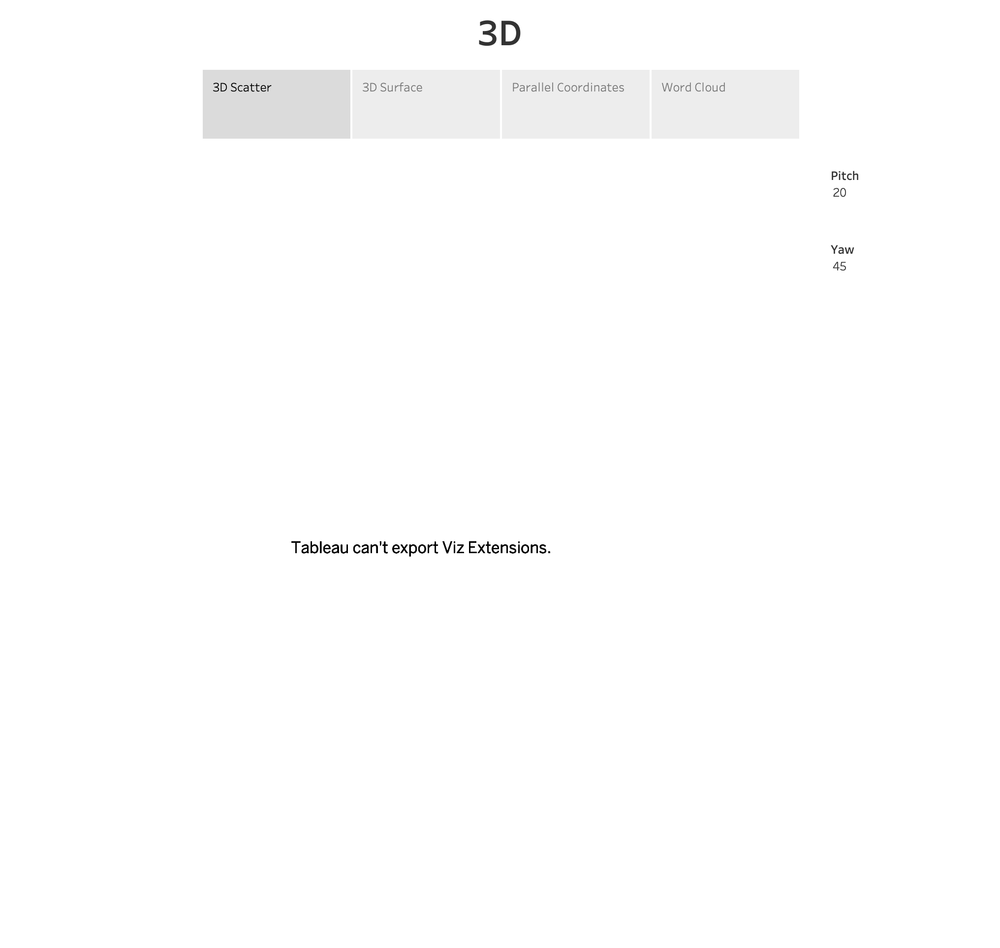 3D
3D Scatter
3D Surface
Parallel Coordinates
Word Cloud
Pitch
20
Yaw
45
Tableau can't export Viz Extensions.